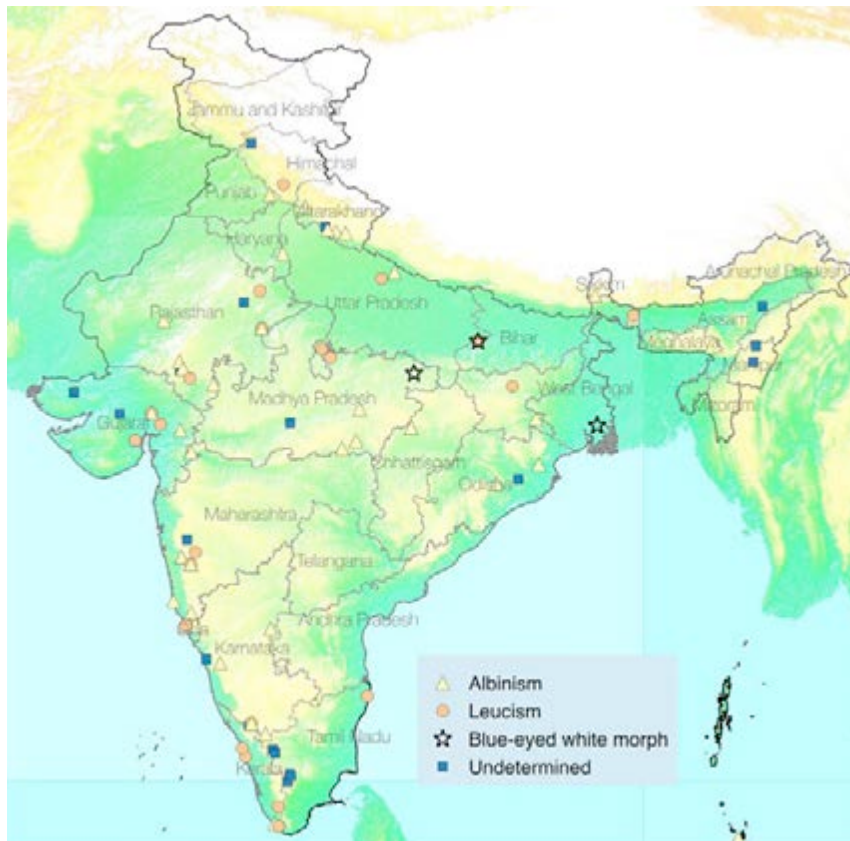 Jammu and Kashmir
Himachal
Punjab
Uttarakhand
Haryana
Arunachal Pradesh
Sikkim
Rajasthan
Uttar Pradesh
Assam
Bihar
Meghalaya
Manipur
West Bengal
Madhya Pradesh
Mizoram
Gujarat
Chhattisgarh
Odisha
Maharashtra
Telangana
Andhra Pradesh
Goa
Karnataka
Tamil Nadu
Kerala
Albinism
Leucism
Blue-eyed white morph
Undetermined